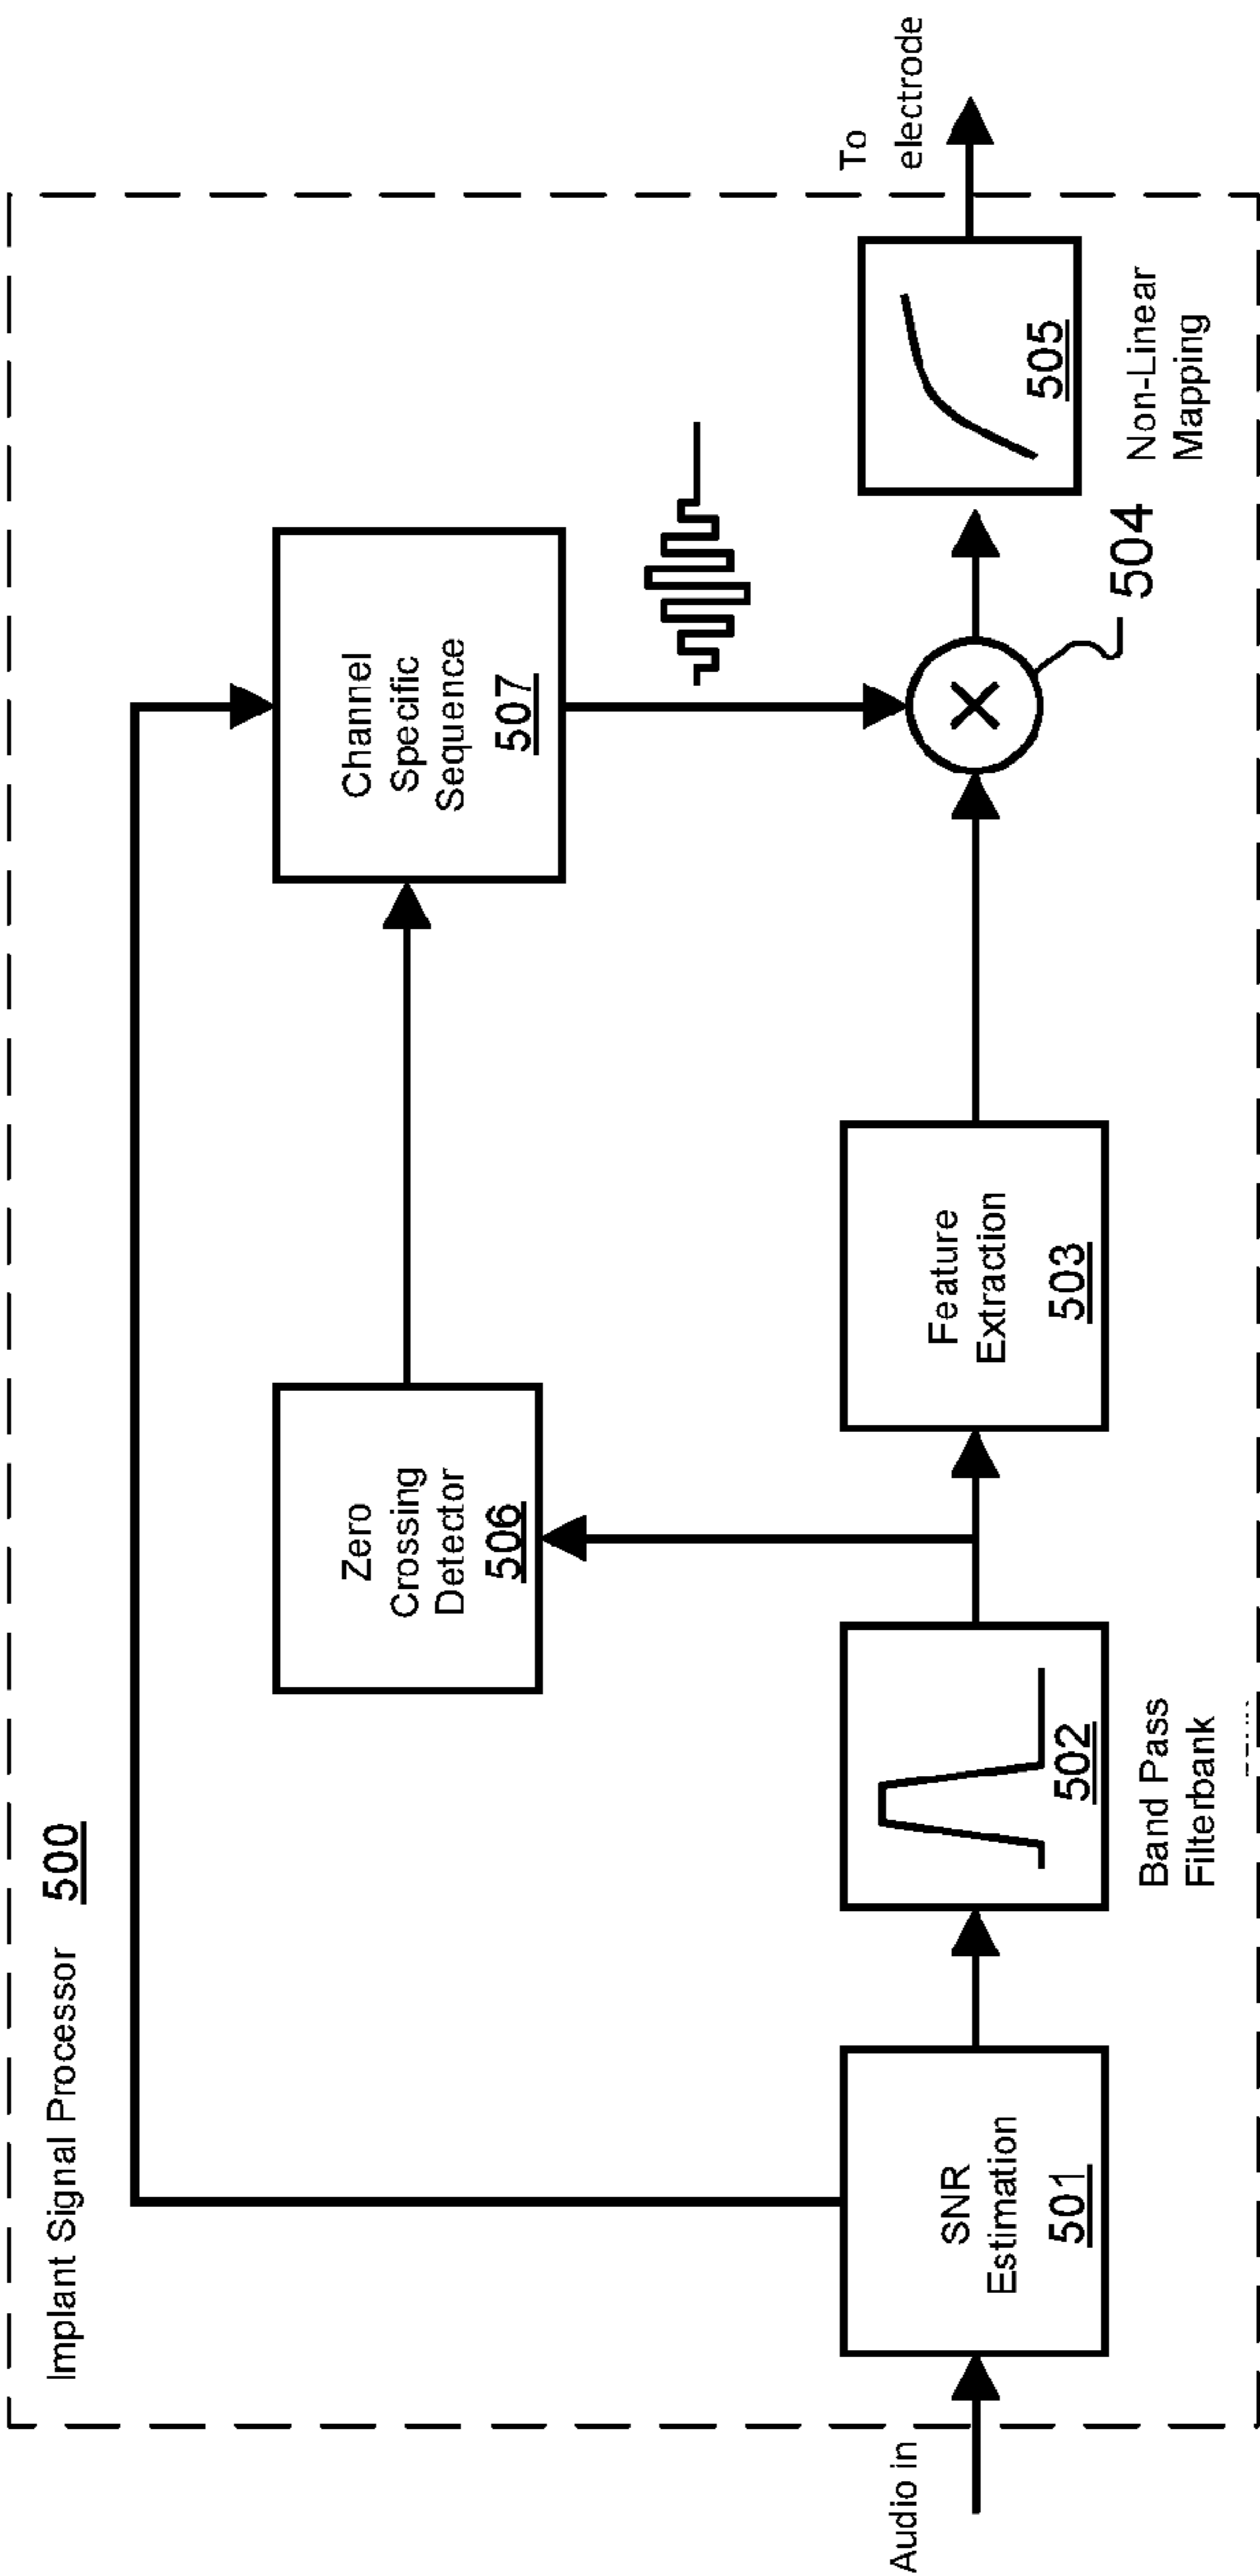 Implant Signal Processor 500
Audio in
SNR
Estimation
501
502
Band Pass
Filterbank
Zero
Crossing
Detector
506
Feature
Extraction
503
Channel
Specific
Sequence
507
504
505
Non-Linear
Mapping
To
electrode